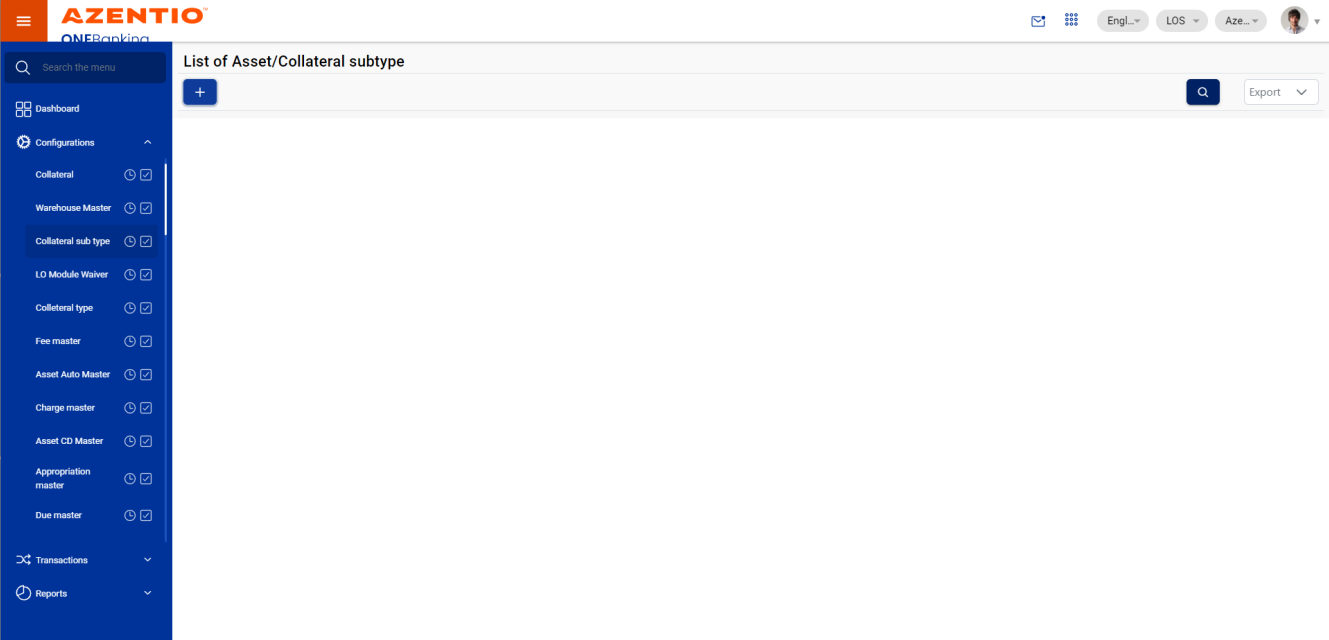 AZENTIO™
ONEBanking
Engl...
LOS
Aze...
Search the menu
List of Asset/Collateral subtype
+
Export
Dashboard
Configurations
Collateral
Warehouse Master
Collateral sub type
LO Module Waiver
Colleteral type
Fee master
Asset Auto Master
Charge master
Asset CD Master
Appropriation
master
Due master
Transactions
Reports